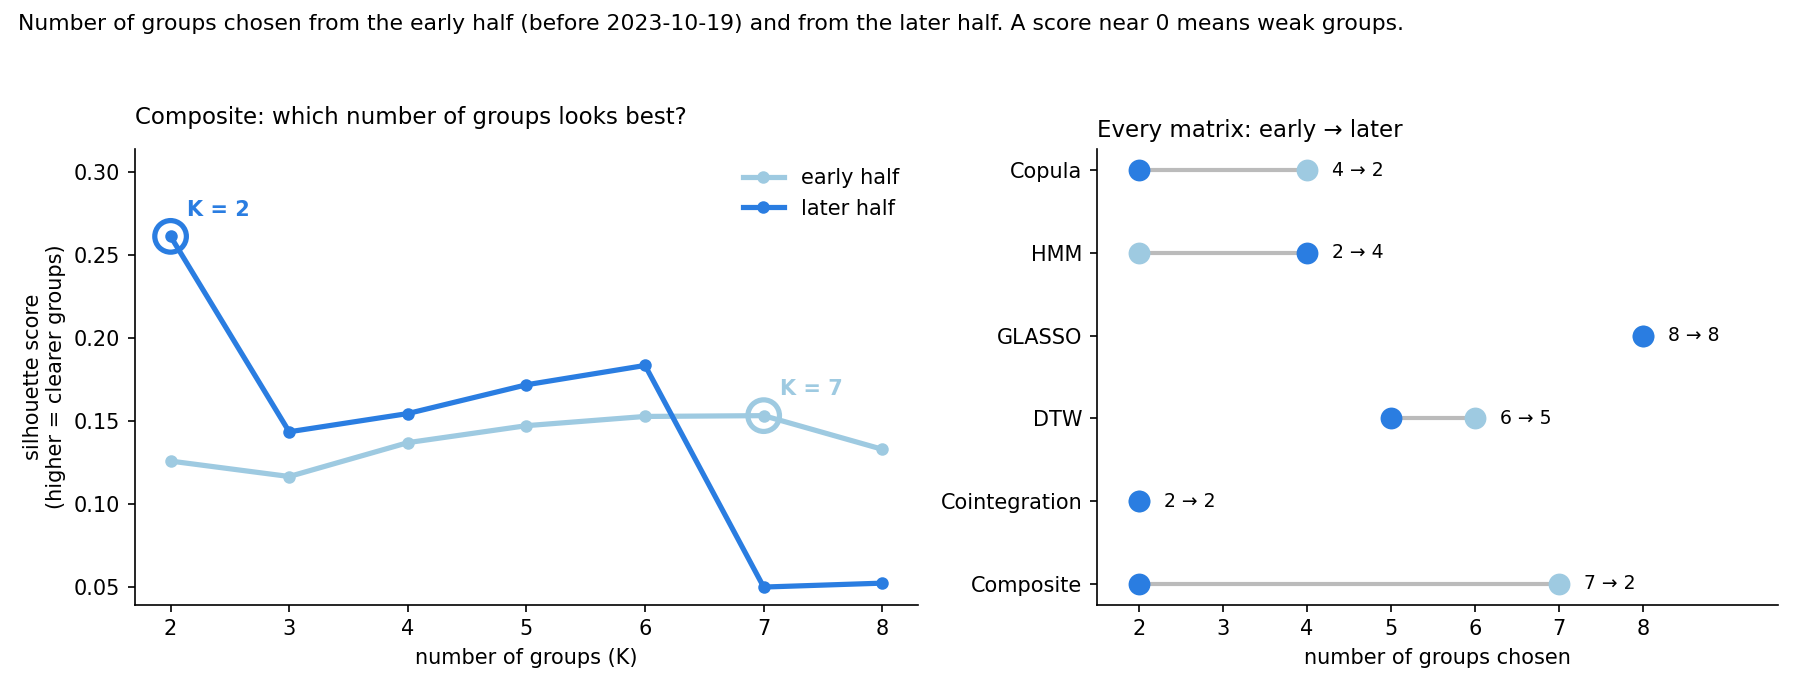 Number of groups chosen from the early half (before 2023-10-19) and from the later half. A score near 0 means weak groups.
Composite: which number of groups looks best?
silhouette score
(higher = clearer groups)
0.30
0.25
0.20
0.15
0.10
0.05
K = 2
K = 7
early half
later half
2 3 4 5 6 7 8
number of groups (K)
Every matrix: early → later
Copula 4 → 2
HMM 2 → 4
GLASSO 8 → 8
DTW 6 → 5
Cointegration 2 → 2
Composite 7 → 2
2 3 4 5 6 7 8
number of groups chosen